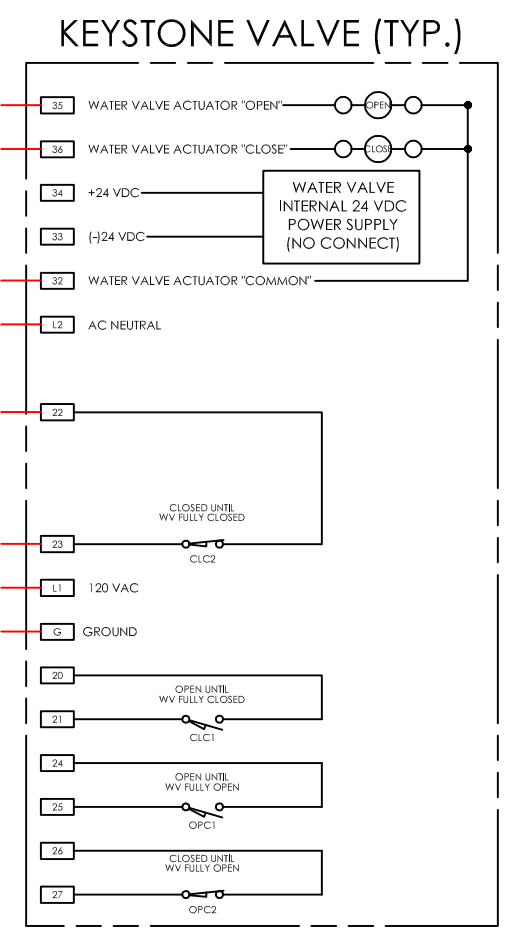 KEYSTONE VALVE (TYP.)
35 WATER VALVE ACTUATOR "OPEN" OPEN
36 WATER VALVE ACTUATOR "CLOSE" CLOSE
34 +24 VDC
WATER VALVE
INTERNAL 24 VDC
POWER SUPPLY
(NO CONNECT)
33 (-)24 VDC
32 WATER VALVE ACTUATOR "COMMON"
L2 AC NEUTRAL
22
CLOSED UNTIL
WV FULLY CLOSED
23
CLC2
L1 120 VAC
G GROUND
20
OPEN UNTIL
WV FULLY CLOSED
21
CLC1
24
OPEN UNTIL
WV FULLY OPEN
25
OPC1
26
CLOSED UNTIL
WV FULLY OPEN
27
OPC2